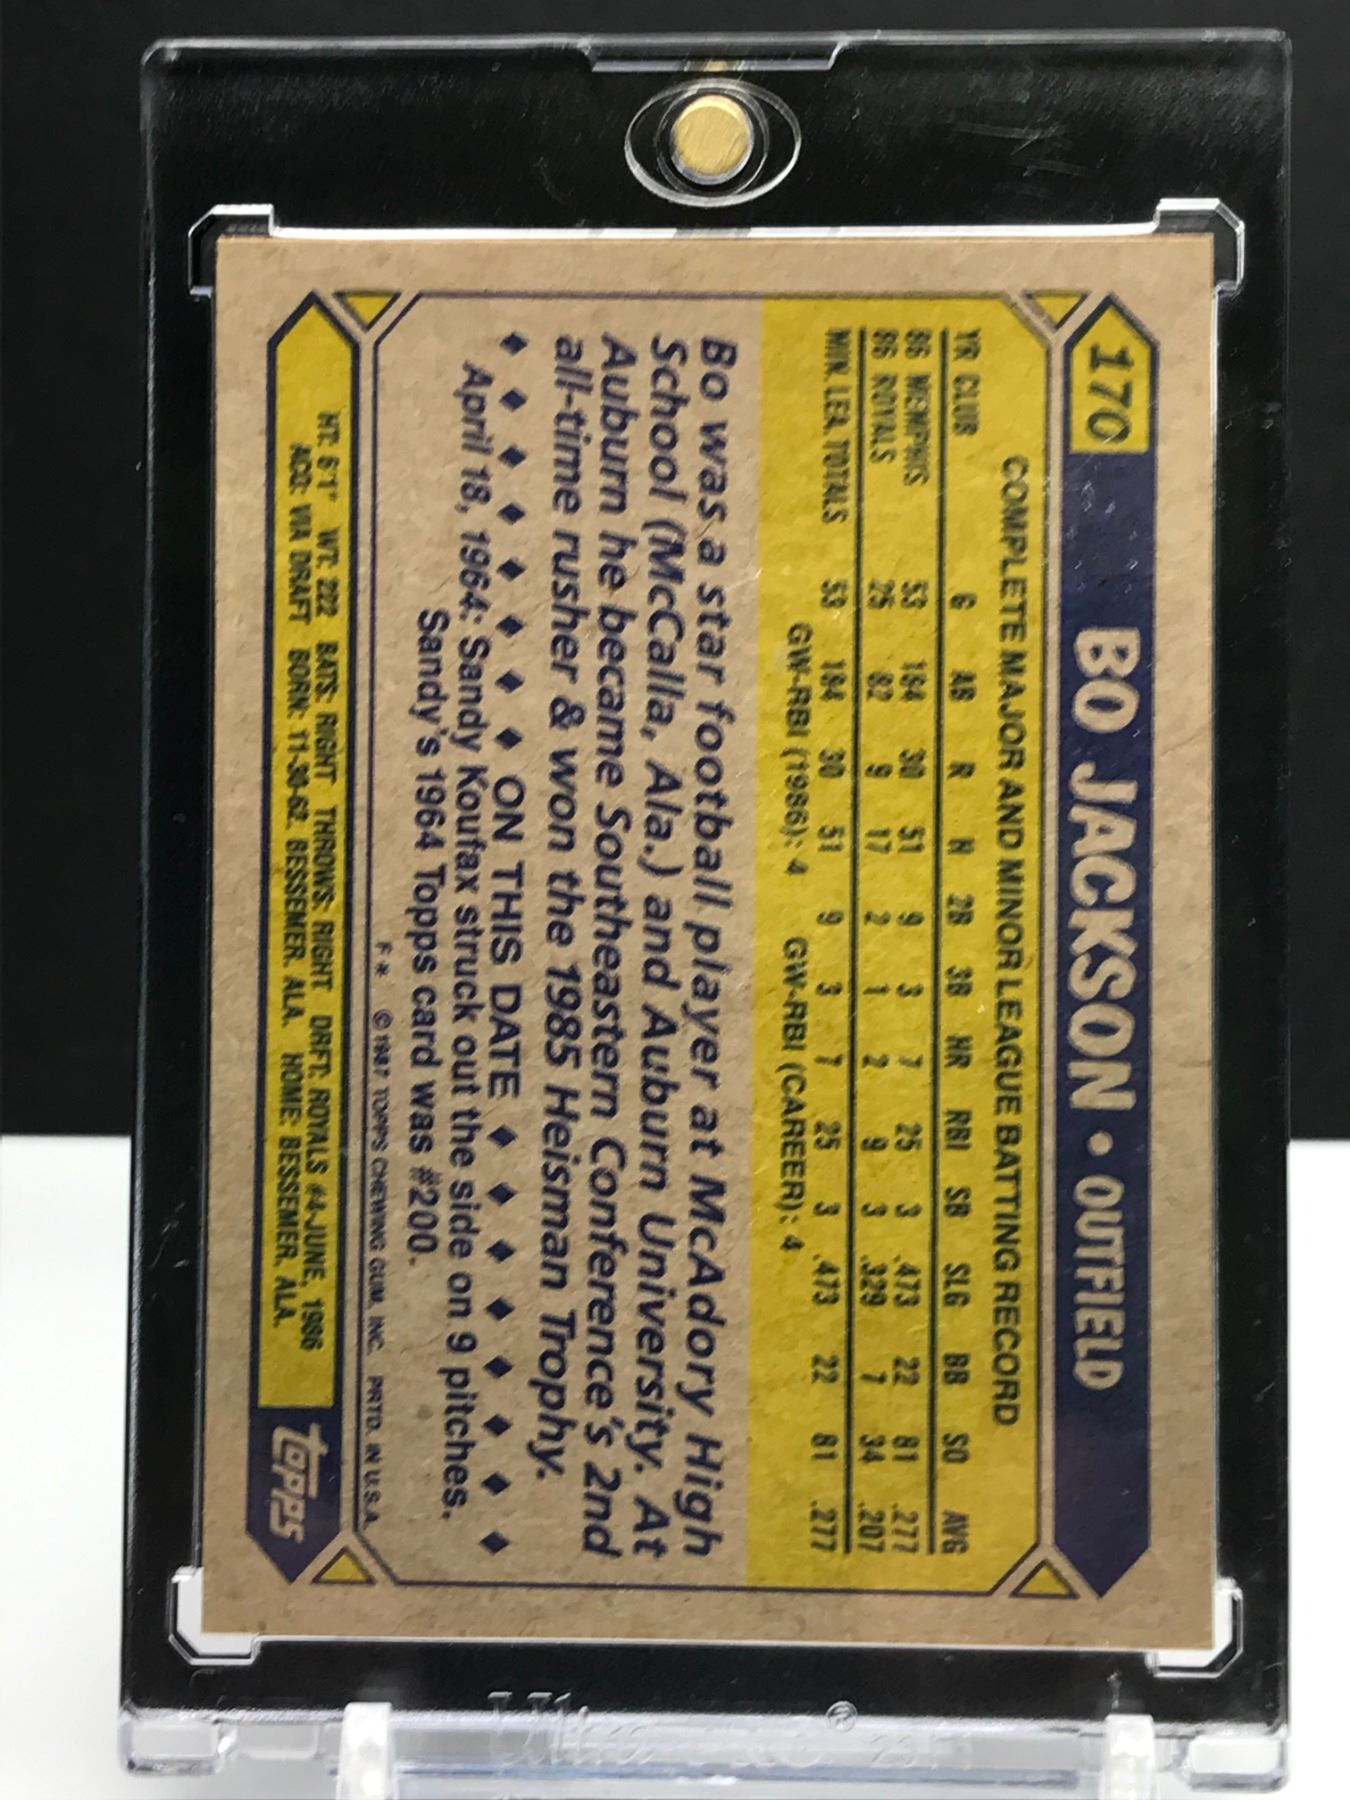 170 BO JACKSON • OUTFIELD
COMPLETE MAJOR AND MINOR LEAGUE BATTING RECORD
YR CLUB G AB R H 2B 3B HR RBI SB SLG BB SO AVG
86 MEMPHIS 53 184 30 51 9 3 7 25 3 .473 22 81 .277
86 ROYALS 25 82 9 17 2 1 2 9 3 .329 7 34 .207
MIN. LEA. TOTALS 53 184 30 51 9 3 7 25 3 .473 22 81 .277
GW-RBI (1986): 4 GW-RBI (CAREER): 4
Bo was a star football player at McAdory High
School (McCalla, Ala.) and Auburn University. At
Auburn he became Southeastern Conference's 2nd
all-time rusher & won the 1985 Heisman Trophy.
♦ ♦ ♦ ♦ ♦ ♦ ♦ ♦ ON THIS DATE ♦ ♦ ♦ ♦ ♦ ♦ ♦ ♦
April 18, 1964: Sandy Koufax struck out the side on 9 pitches.
Sandy's 1964 Topps card was #200.
F * © 1987 TOPPS CHEWING GUM, INC. PRTD. IN U.S.A.
HT: 6'1" WT: 222 BATS: RIGHT THROWS: RIGHT DRFT: ROYALS #4-JUNE, 1986
ACQ: VIA DRAFT BORN: 11-30-62, BESSEMER, ALA. HOME: BESSEMER, ALA.
topps